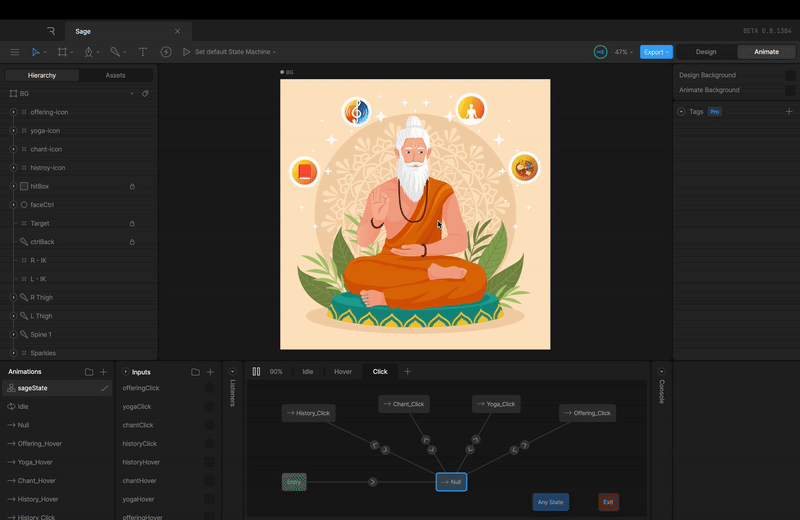 Sage
BETA 0.8.1384
Set default State Machine
47%
Export
Design
Animate
Hierarchy
Assets
BG
Design Background
Animate Background
BG
Tags
Pro
offering-icon
yoga-icon
chant-icon
histroy-icon
hitBox
faceCtrl
Target
ctrlBack
R - IK
L - IK
R Thigh
L Thigh
Spine 1
Sparkles
Animations
Inputs
Listeners
90%
Idle
Hover
Click
Console
sageState
Idle
Null
Offering_Hover
Yoga_Hover
Chant_Hover
History_Hover
History_Click
offeringClick
yogaClick
chantClick
historyClick
historyHover
chantHover
yogaHover
offeringHover
History_Click
Chant_Click
Yoga_Click
Offering_Click
Entry
Null
Any State
Exit